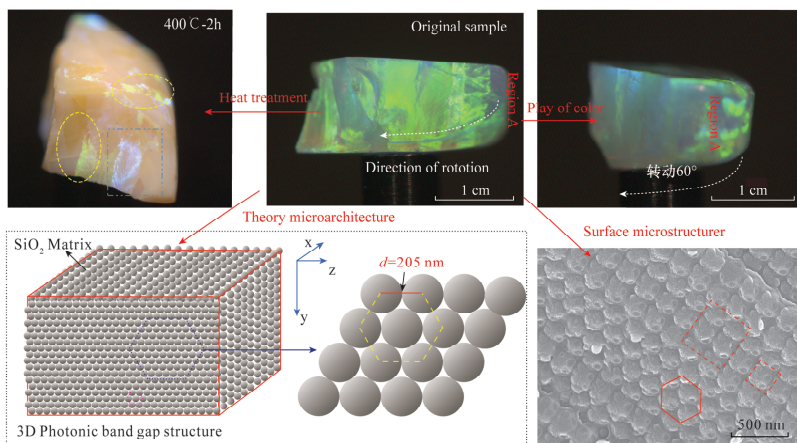 400℃-2h
Original sample
Heat treatment
Region A
Play of color
Region A
Direction of rototion
转动60°
1 cm
1 cm
Theory microarchitecture
Surface microstructurer
SiO₂ Matrix
x
z
y
d=205 nm
3D Photonic band gap structure
500 nm